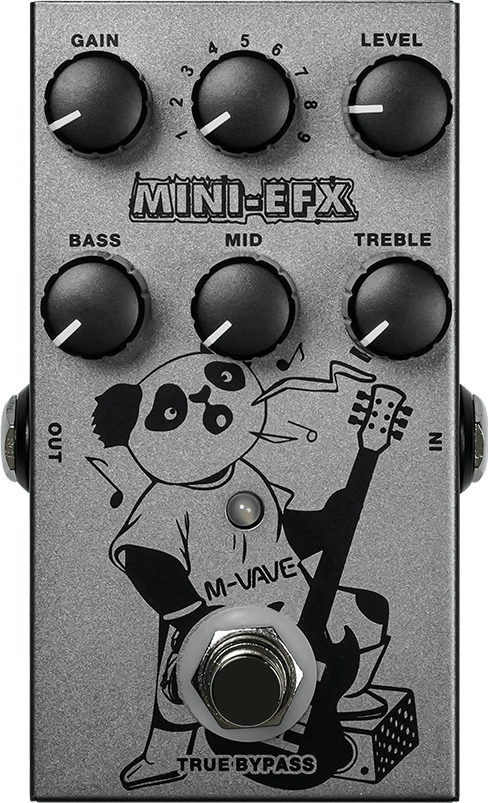 GAIN
1 2 3 4 5 6 7 8 9
LEVEL
MINI-EFX
BASS
MID
TREBLE
OUT
IN
M-VAVE
TRUE BYPASS